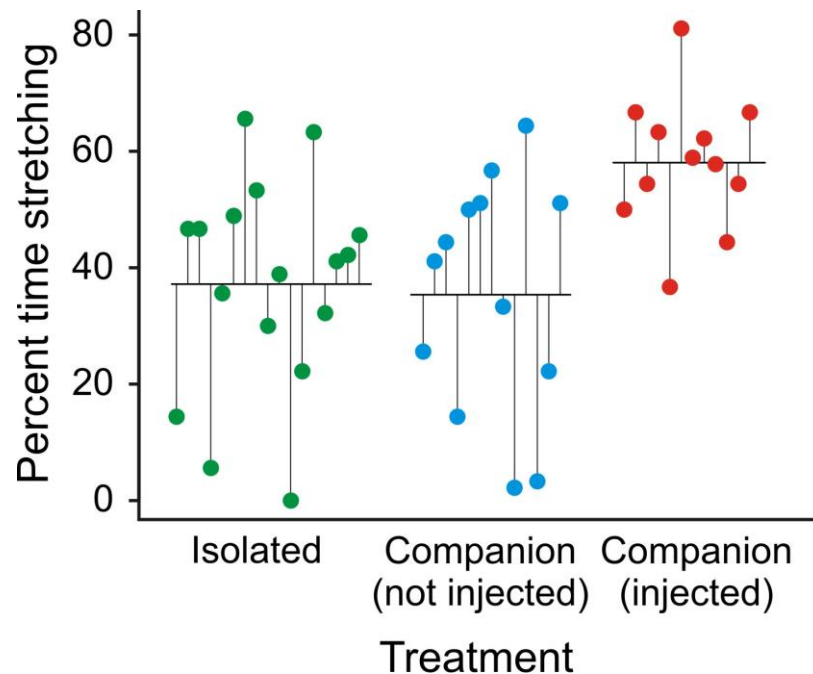 Percent time stretching
80
60
40
20
0
Isolated
Companion
(not injected)
Companion
(injected)
Treatment